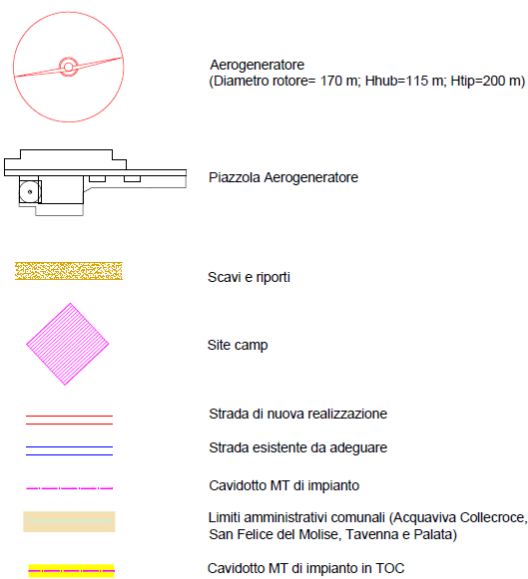 Aerogeneratore
(Diametro rotore= 170 m; Hhub=115 m; Htip=200 m)
Piazzola Aerogeneratore
Scavi e riporti
Site camp
Strada di nuova realizzazione
Strada esistente da adeguare
Cavidotto MT di impianto
Limiti amministrativi comunali (Acquaviva Collecroce,
San Felice del Molise, Tavenna e Palata)
Cavidotto MT di impianto in TOC